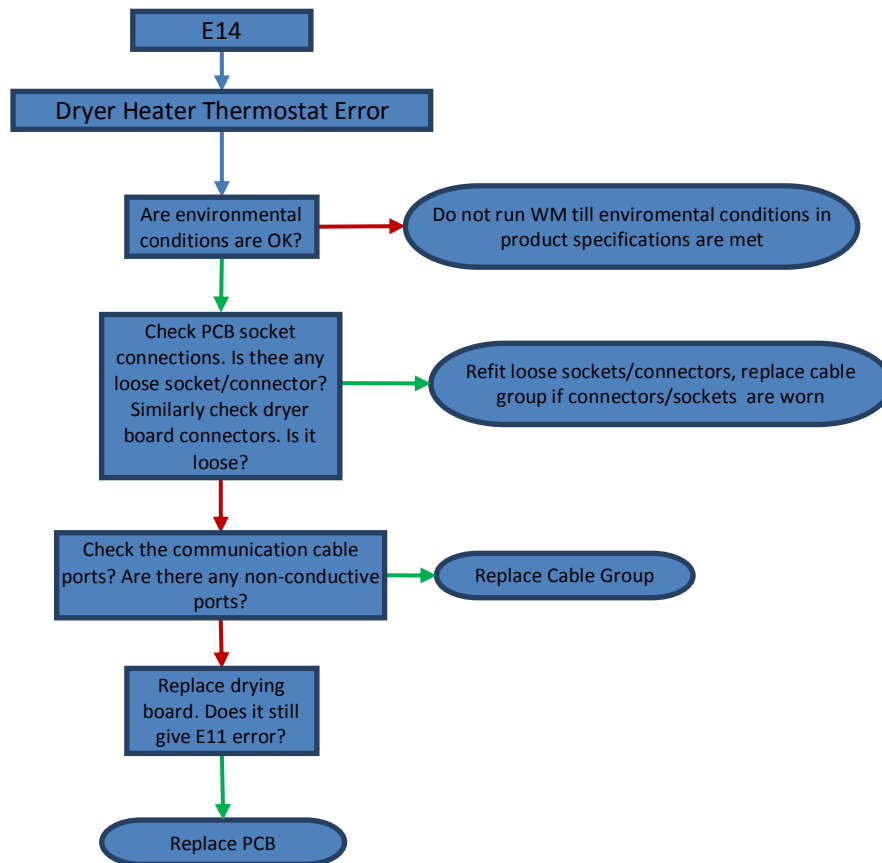 E14
Dryer Heater Thermostat Error
Are environmental
conditions are OK?
Do not run WM till enviromental conditions in
product specifications are met
Check PCB socket
connections. Is thee any
loose socket/connector?
Similarly check dryer
board connectors. Is it
loose?
Refit loose sockets/connectors, replace cable
group if connectors/sockets are worn
Check the communication cable
ports? Are there any non-conductive
ports?
Replace Cable Group
Replace drying
board. Does it still
give E11 error?
Replace PCB